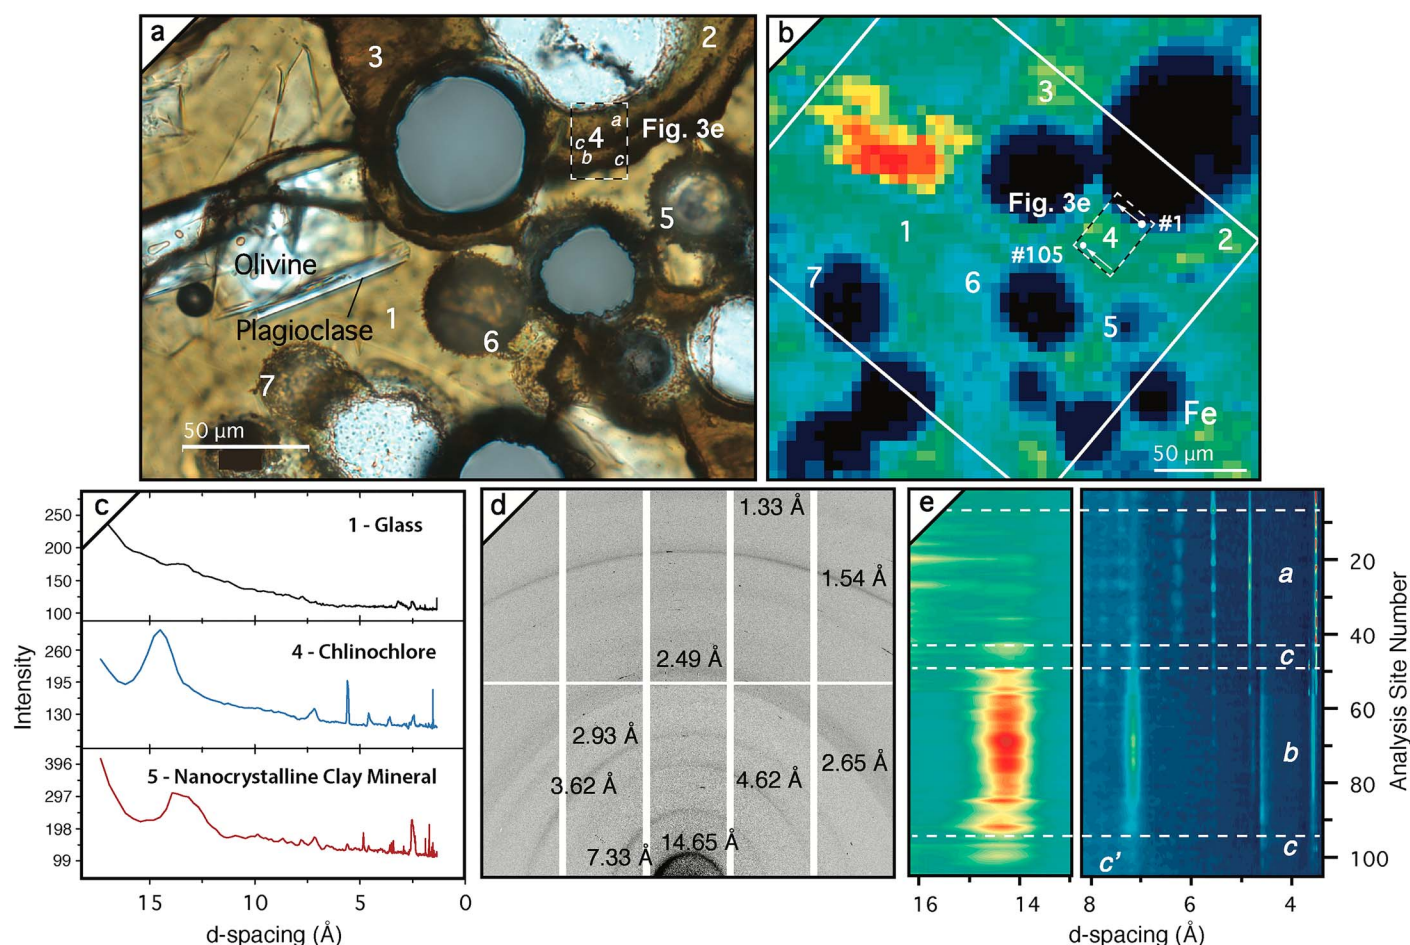 a
3
2
4
a
c
b
c
Fig. 3e
5
Olivine
Plagioclase
1
6
7
50 µm
b
3
Fig. 3e
#1
4
2
1
#105
7
6
5
Fe
50 µm
c
1 - Glass
250
200
150
100
4 - Chlinochlore
260
195
130
5 - Nanocrystalline Clay Mineral
396
297
198
99
Intensity
15
10
5
0
d-spacing (Å)
d
1.33 Å
1.54 Å
2.49 Å
2.93 Å
2.65 Å
3.62 Å
4.62 Å
14.65 Å
7.33 Å
e
a
c
b
c
c'
20
40
60
80
100
Analysis Site Number
16
14
8
6
4
d-spacing (Å)